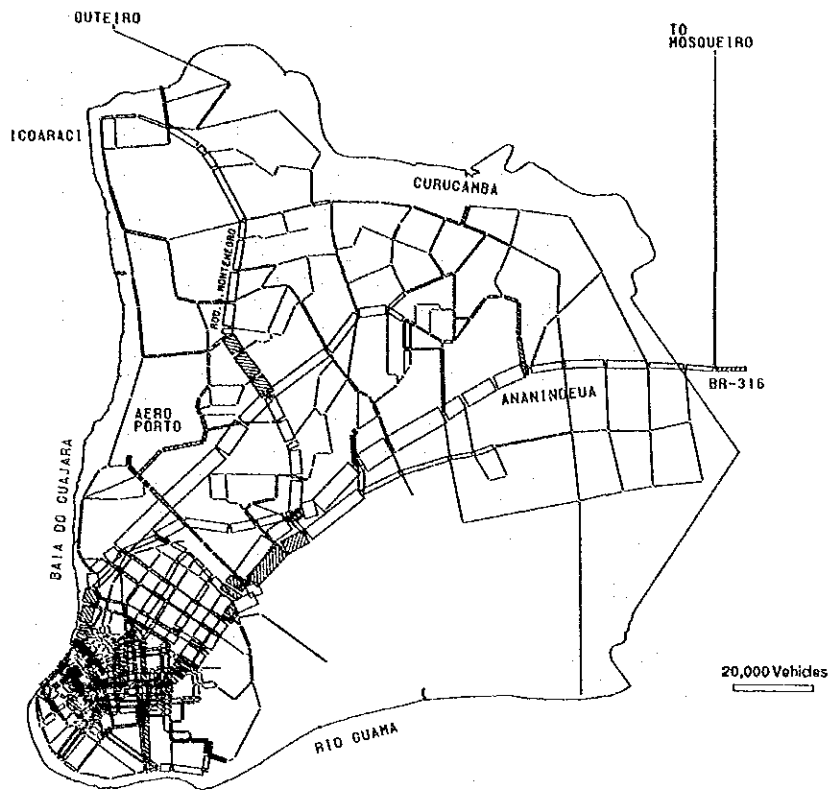 OUTEIRO
TO
MOSQUEIRO
ICOARACI
CURUCAMBA
ROD. A. MONTENEGRO
BR-316
ANANINDEUA
AERO
PORTO
BAIA DO GUAJARA
20,000 Vehicles
RIO GUAMA